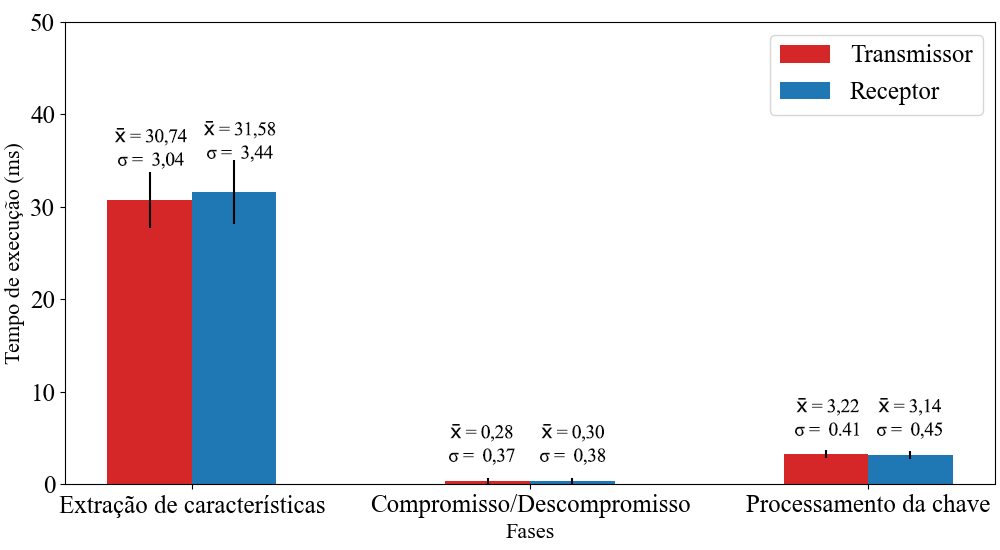 50
40
30
20
10
0
Tempo de execução (ms)
Transmissor
Receptor
x̄ = 30,74
σ = 3,04
x̄ = 31,58
σ = 3,44
x̄ = 0,28
σ = 0,37
x̄ = 0,30
σ = 0,38
x̄ = 3,22
σ = 0.41
x̄ = 3,14
σ = 0,45
Extração de características
Compromisso/Descompromisso
Processamento da chave
Fases